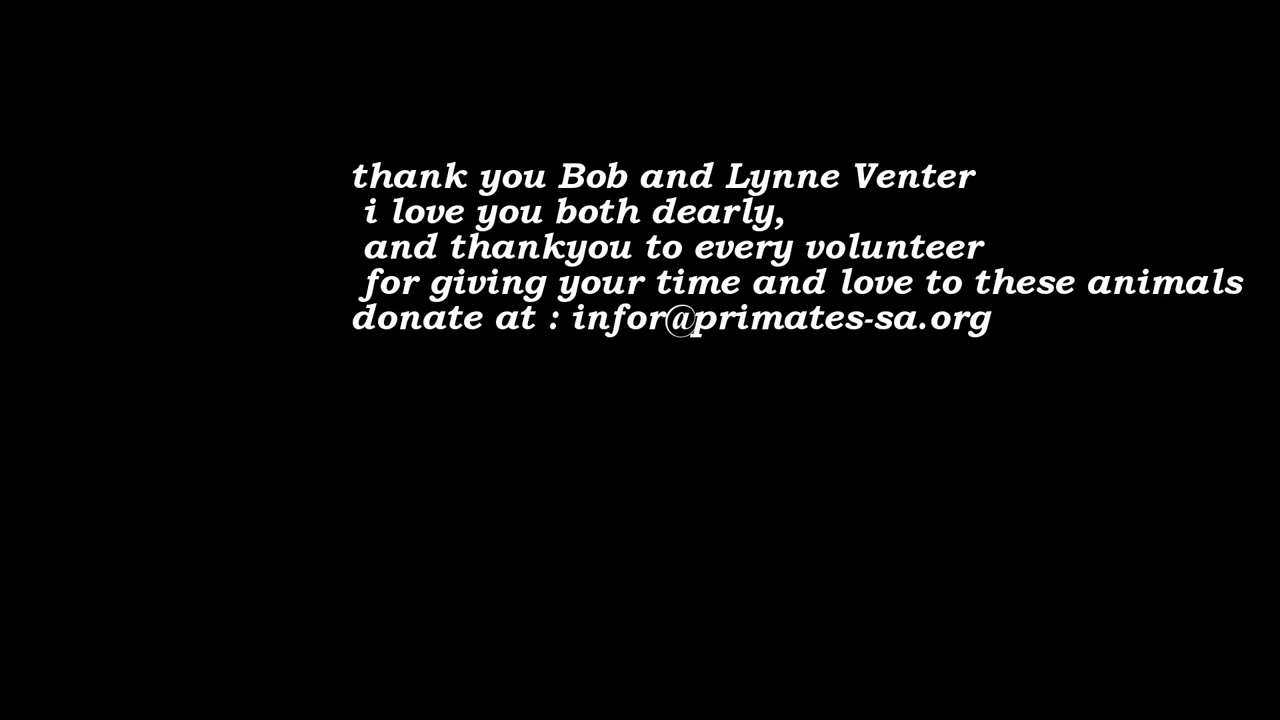 thank you Bob and Lynne Venter
i love you both dearly,
and thankyou to every volunteer
for giving your time and love to these animals
donate at : infor@primates-sa.org